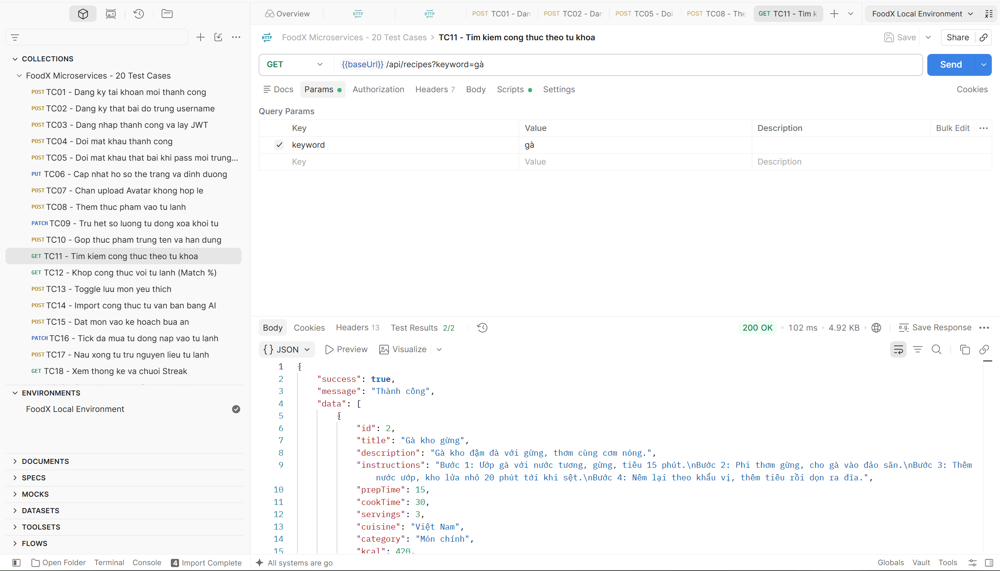 Overview
HTTP
HTTP
POST TC01 - Dan
POST TC02 - Dan
POST TC05 - Doi
POST TC08 - The
GET TC11 - Tim k
FoodX Local Environment
HTTP FoodX Microservices - 20 Test Cases > TC11 - Tim kiem cong thuc theo tu khoa
Save
Share
COLLECTIONS
FoodX Microservices - 20 Test Cases
POST TC01 - Dang ky tai khoan moi thanh cong
POST TC02 - Dang ky that bai do trung username
POST TC03 - Dang nhap thanh cong va lay JWT
POST TC04 - Doi mat khau thanh cong
POST TC05 - Doi mat khau that bai khi pass moi trung...
PUT TC06 - Cap nhat ho so the trang va dinh duong
POST TC07 - Chan upload Avatar khong hop le
POST TC08 - Them thuc pham vao tu lanh
PATCH TC09 - Tru het so luong tu dong xoa khoi tu
POST TC10 - Gop thuc pham trung ten va han dung
GET TC11 - Tim kiem cong thuc theo tu khoa
GET TC12 - Khop cong thuc voi tu lanh (Match %)
POST TC13 - Toggle luu mon yeu thich
POST TC14 - Import cong thuc tu van ban bang AI
POST TC15 - Dat mon vao ke hoach bua an
PATCH TC16 - Tick da mua tu dong nap vao tu lanh
POST TC17 - Nau xong tu tru nguyen lieu tu lanh
GET TC18 - Xem thong ke va chuoi Streak
ENVIRONMENTS
FoodX Local Environment
DOCUMENTS
SPECS
MOCKS
DATASETS
TOOLSETS
FLOWS
GET {{baseUrl}}/api/recipes?keyword=gà
Send
Docs Params Authorization Headers 7 Body Scripts Settings Cookies
Query Params
Key Value Description Bulk Edit
keyword gà
Key Value Description
Body Cookies Headers 13 Test Results 2/2
200 OK 102 ms 4.92 KB e.g. Save Response
{ } JSON Preview Visualize
1 {
2 "success": true,
3 "message": "Thành công",
4 "data": [
5 {
6 "id": 2,
7 "title": "Gà kho gừng",
8 "description": "Gà kho đậm đà với gừng, thơm cùng cơm nóng.",
9 "instructions": "Bước 1: Ướp gà với nước tương, gừng, tiêu 15 phút.\nBước 2: Phi thơm gừng, cho gà vào đảo săn.\nBước 3: Thêm
nước ướp, kho lửa nhỏ 20 phút tới khi sệt.\nBước 4: Nêm lại theo khẩu vị, thêm tiêu rồi dọn ra đĩa.",
10 "prepTime": 15,
11 "cookTime": 30,
12 "servings": 3,
13 "cuisine": "Việt Nam",
14 "category": "Món chính",
15 "kcal": 420,
Open Folder Terminal Console 4 Import Complete All systems are go
Globals Vault Tools